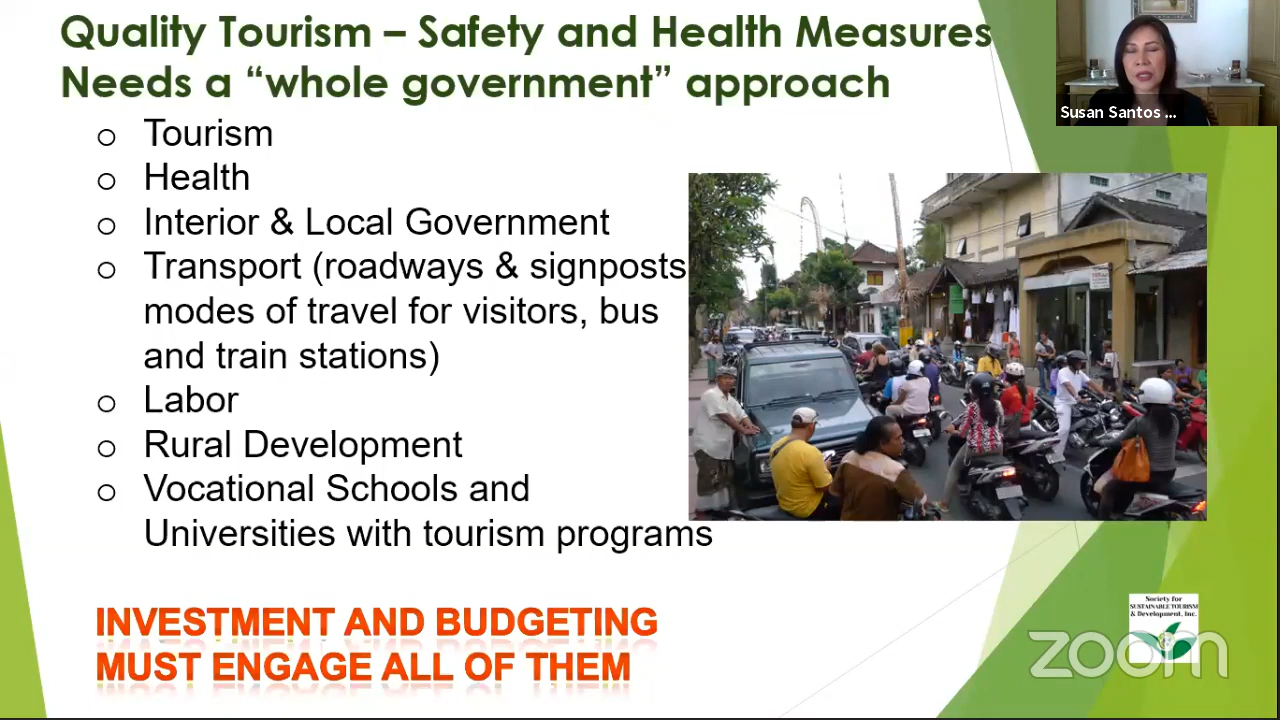 Quality Tourism – Safety and Health Measures
Needs a “whole government” approach
Susan Santos ...
o Tourism
o Health
o Interior & Local Government
o Transport (roadways & signposts
modes of travel for visitors, bus
and train stations)
o Labor
o Rural Development
o Vocational Schools and
Universities with tourism programs
INVESTMENT AND BUDGETING
MUST ENGAGE ALL OF THEM
Society for
SUSTAINABLE TOURISM
& Development, Inc.
zoom